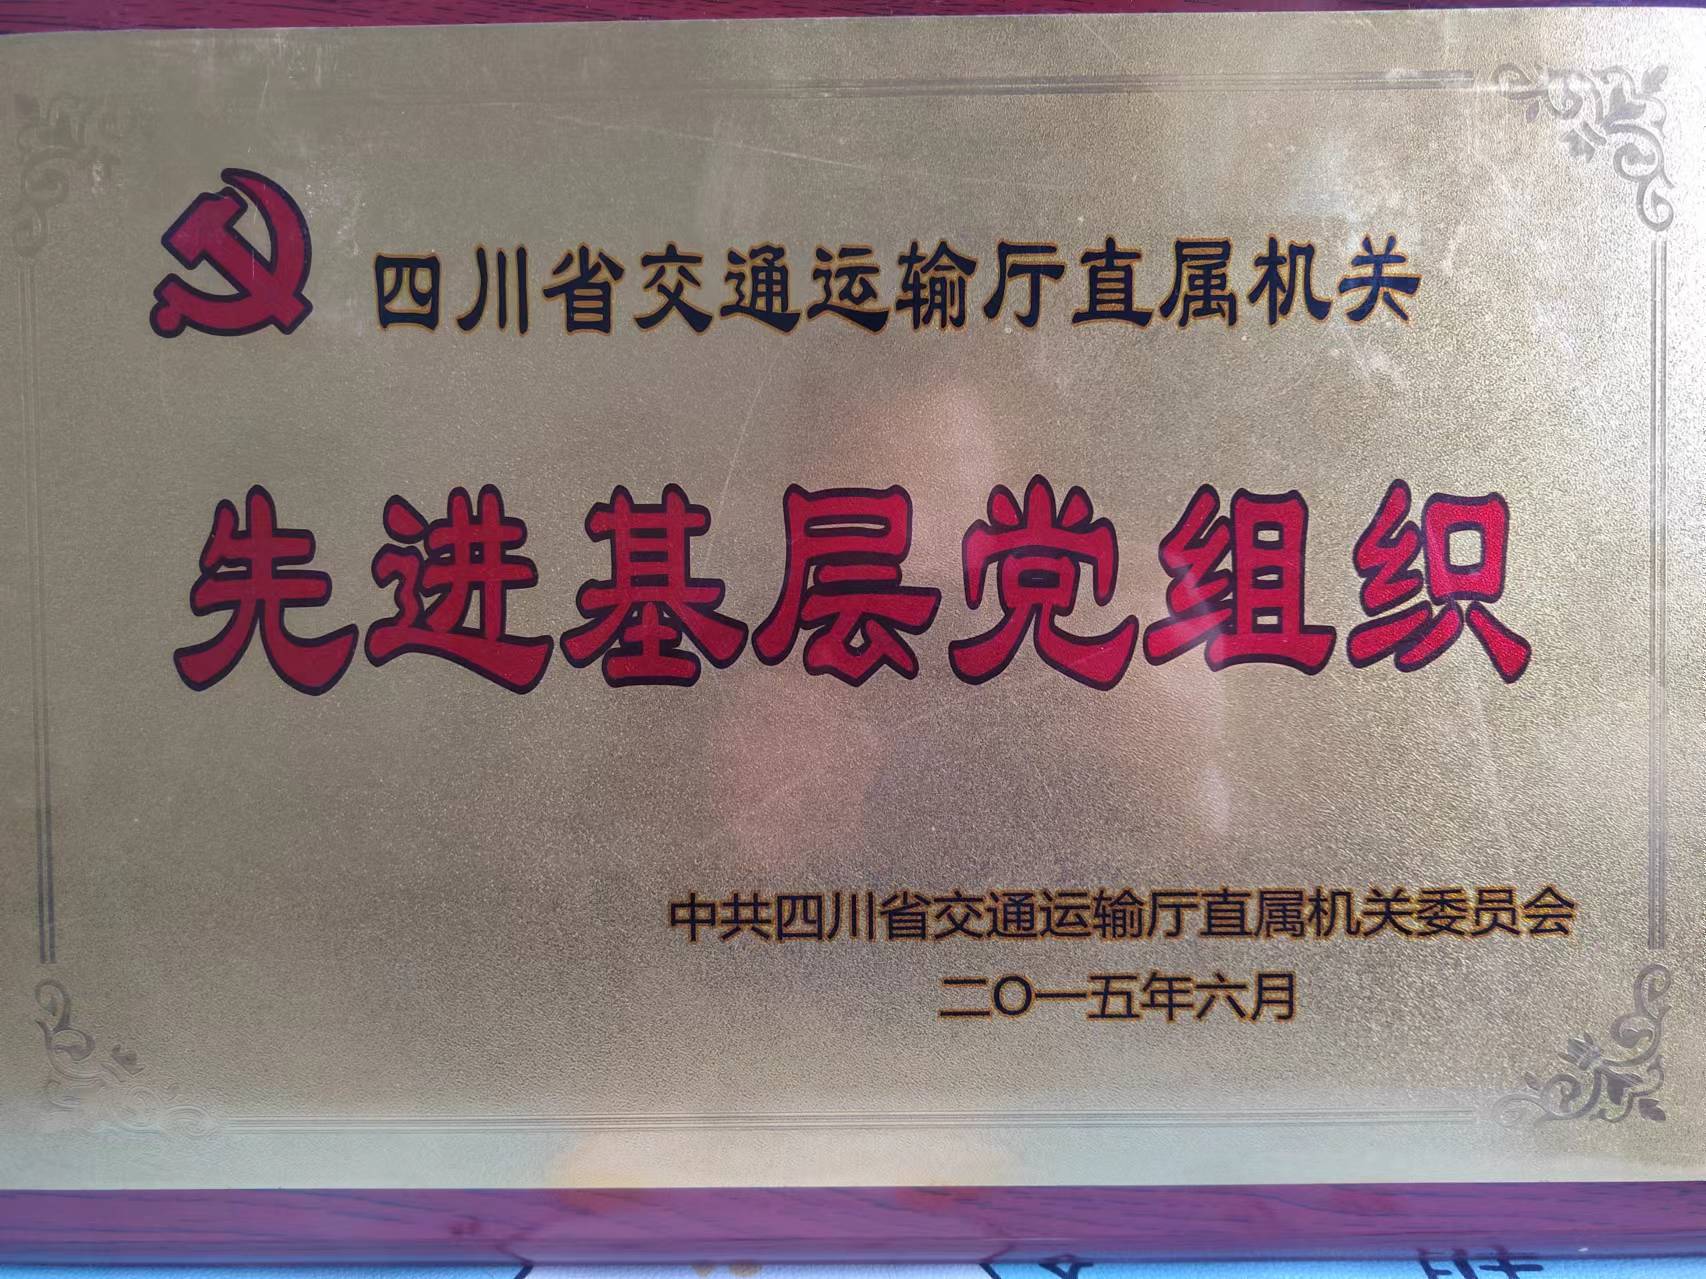 四川省交通运输厅直属机关
先进基层党组织
中共四川省交通运输厅直属机关委员会
二〇一五年六月